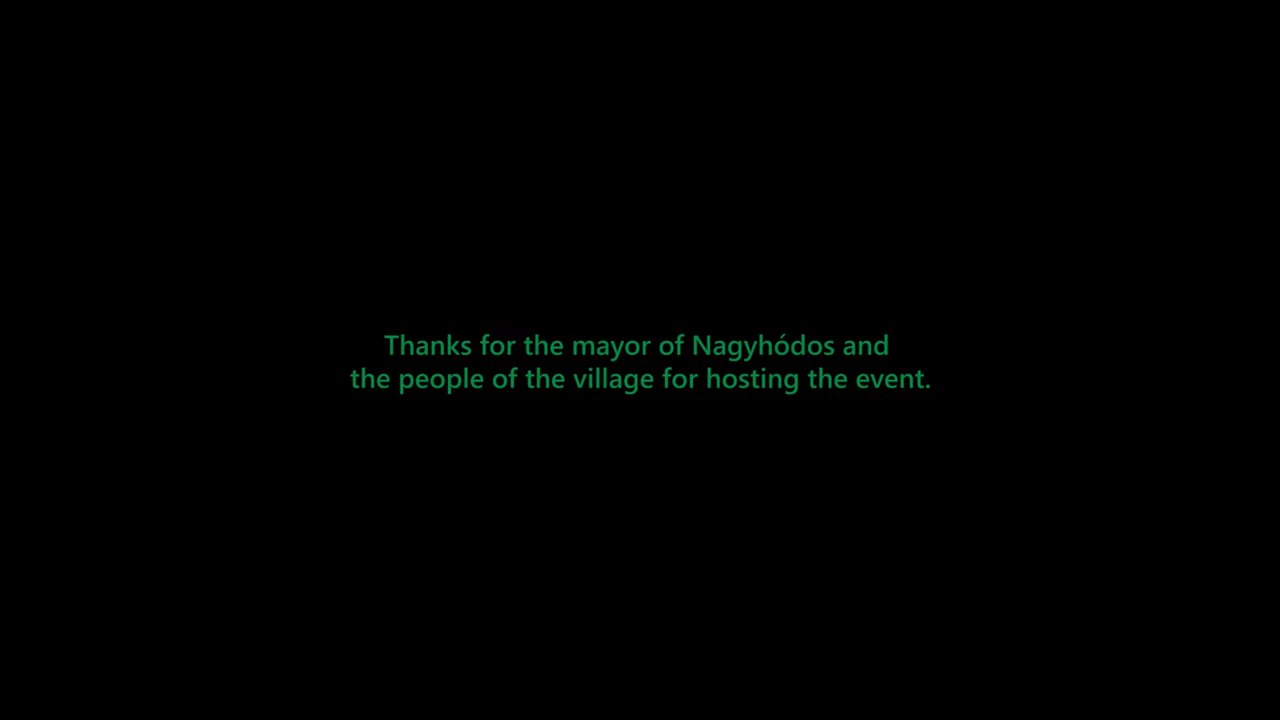 Thanks for the mayor of Nagyhódos and
the people of the village for hosting the event.